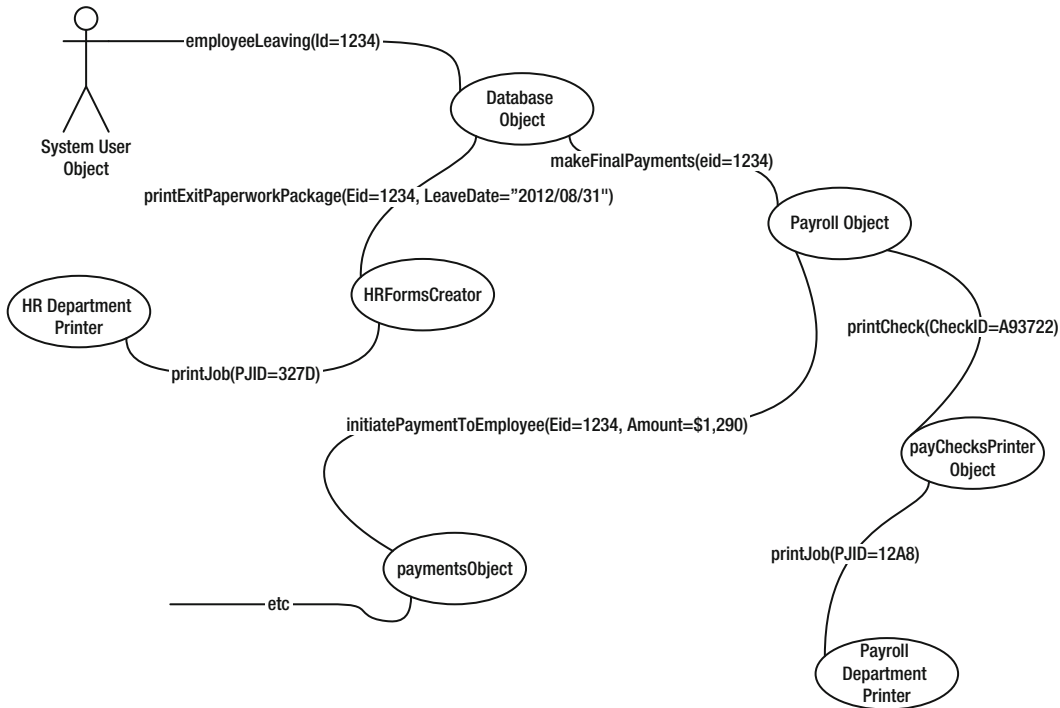 employeeLeaving(Id=1234)
Database
Object
System User
Object
makeFinalPayments(eid=1234)
printExitPaperworkPackage(Eid=1234, LeaveDate=”2012/08/31")
Payroll Object
HR Department
Printer
HRFormsCreator
printCheck(CheckID=A93722)
printJob(PJID=327D)
initiatePaymentToEmployee(Eid=1234, Amount=$1,290)
payChecksPrinter
Object
printJob(PJID=12A8)
paymentsObject
etc
Payroll
Department
Printer